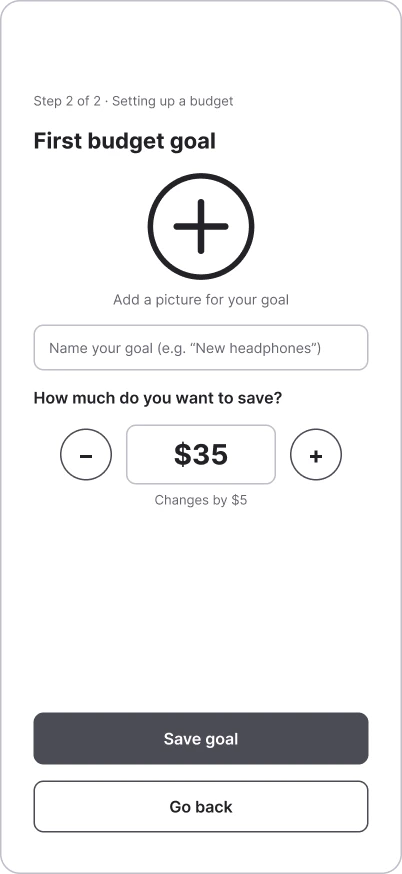 Step 2 of 2 · Setting up a budget
First budget goal
Add a picture for your goal
Name your goal (e.g. “New headphones”)
How much do you want to save?
− $35 +
Changes by $5
Save goal
Go back